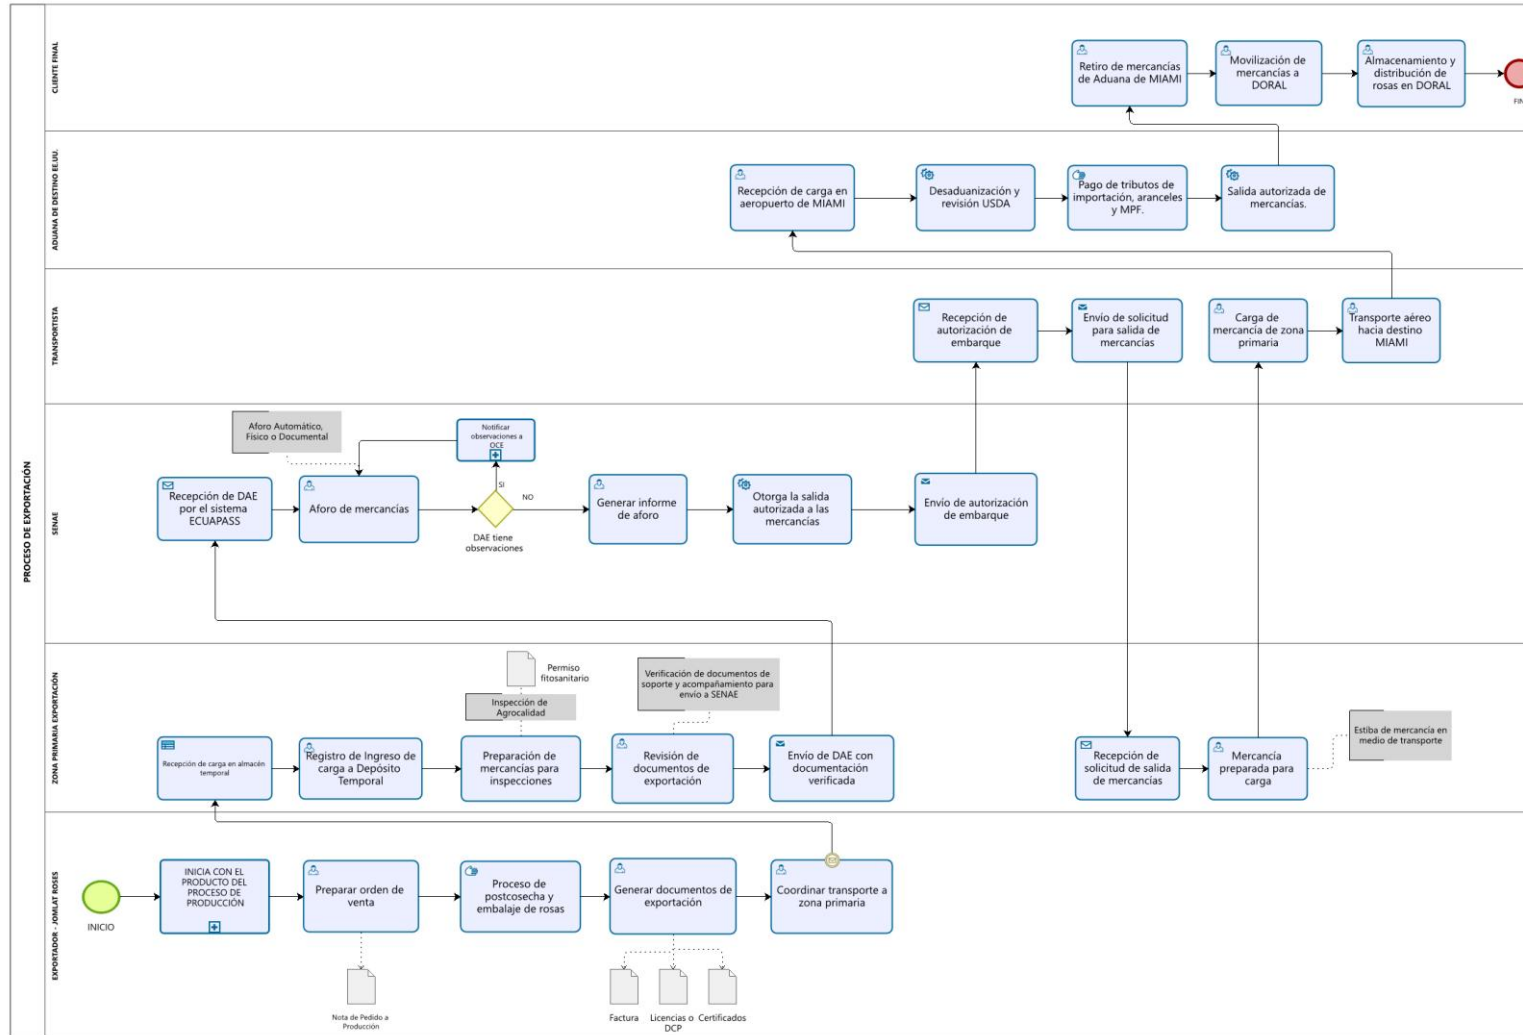 PROCESO DE EXPORTACIÓN
CLIENTE FINAL
Retiro de mercancías
de Aduana de MIAMI
Movilización de
mercancías a
DORAL
Almacenamiento y
distribución de
rosas en DORAL
FIN
ADUANA DE DESTINO EE.UU.
Recepción de carga en
aeropuerto de MIAMI
Desaduanización y
revisión USDA
Pago de tributos de
importación, aranceles
y MPF.
Salida autorizada de
mercancías.
TRANSPORTISTA
Recepción de
autorización de
embarque
Envío de solicitud
para salida de
mercancías
Carga de
mercancía de zona
primaria
Transporte aéreo
hacia destino
MIAMI
SENAE
Aforo Automático,
Físico o Documental
Notificar
observaciones a
OCE
SI
NO
Recepción de DAE
por el sistema
ECUAPASS
Aforo de mercancías
DAE tiene
observaciones
Generar informe
de aforo
Otorga la salida
autorizada a las
mercancías
Envío de autorización
de embarque
ZONA PRIMARIA EXPORTACIÓN
Permiso
fitosanitario
Inspección de
Agrocalidad
Verificación de documentos de
soporte y acompañamiento para
envío a SENAE
Recepción de carga en almacén
temporal
Registro de Ingreso de
carga a Depósito
Temporal
Preparación de
mercancías para
inspecciones
Revisión de
documentos de
exportación
Envío de DAE con
documentación
verificada
Recepción de
solicitud de salida
de mercancías
Mercancía
preparada para
carga
Estiba de mercancía en
medio de transporte
EXPORTADOR - JOMLAT ROSES
INICIO
INICIA CON EL
PRODUCTO DEL
PROCESO DE
PRODUCCIÓN
Preparar orden de
venta
Proceso de
postcosecha y
embalaje de rosas
Generar documentos de
exportación
Coordinar transporte a
zona primaria
Nota de Pedido a
Producción
Factura
Licencias o
DCP
Certificados